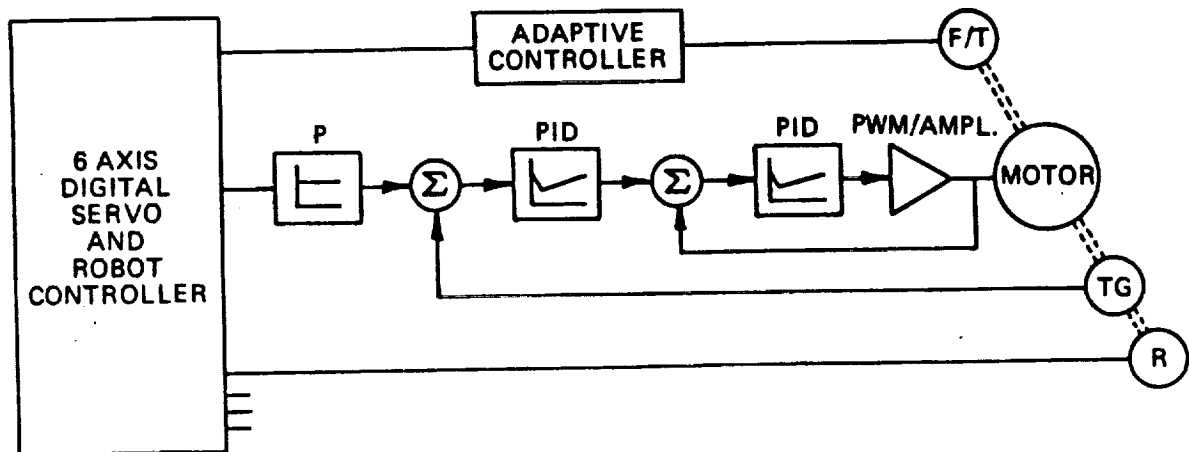 ADAPTIVE
CONTROLLER
F/T
P
PID
PID
PWM/AMPL.
6 AXIS
DIGITAL
SERVO
AND
ROBOT
CONTROLLER
Σ
Σ
MOTOR
TG
R